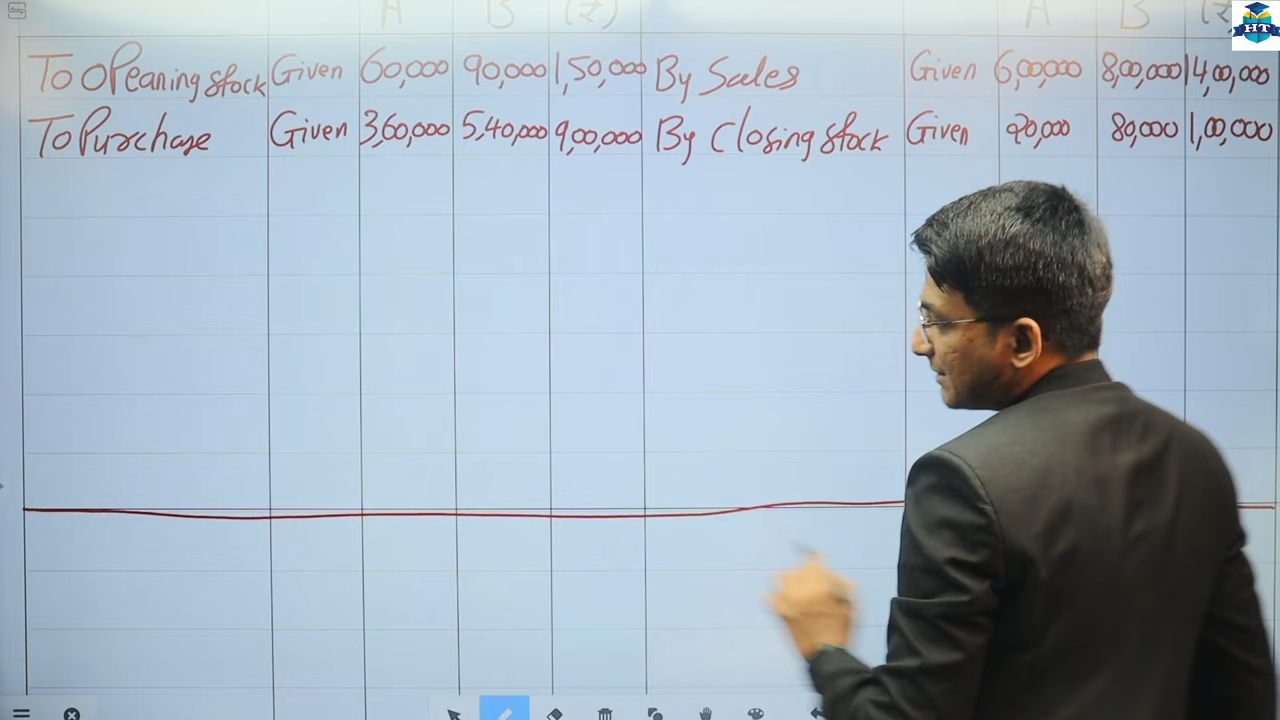 A B (₹) A B (₹)
To Opeaning stock Given 60,000 90,000 1,50,000 By Sales Given 6,00,000 8,00,000 14,00,000
To Purchase Given 3,60,000 5,40,000 9,00,000 By Closing stock Given 20,000 80,000 1,00,000
HT